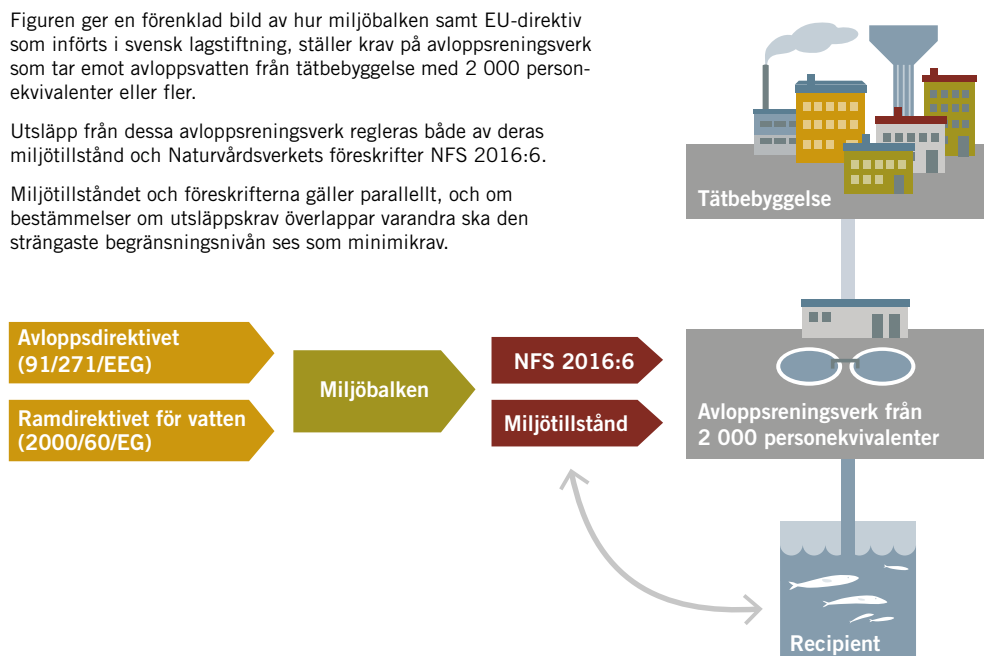 Figuren ger en förenklad bild av hur miljöbalken samt EU-direktiv
som införts i svensk lagstiftning, ställer krav på avloppsreningsverk
som tar emot avloppsvatten från tätbebyggelse med 2 000 person-
ekvivalenter eller fler.
Utsläpp från dessa avloppsreningsverk regleras både av deras
miljötillstånd och Naturvårdsverkets föreskrifter NFS 2016:6.
Miljötillståndet och föreskrifterna gäller parallellt, och om
bestämmelser om utsläppskrav överlappar varandra ska den
strängaste begränsningsnivån ses som minimikrav.
Tätbebyggelse
Avloppsdirektivet
(91/271/EEG)
Ramdirektivet för vatten
(2000/60/EG)
Miljöbalken
NFS 2016:6
Miljötillstånd
Avloppsreningsverk från
2 000 personekvivalenter
Recipient